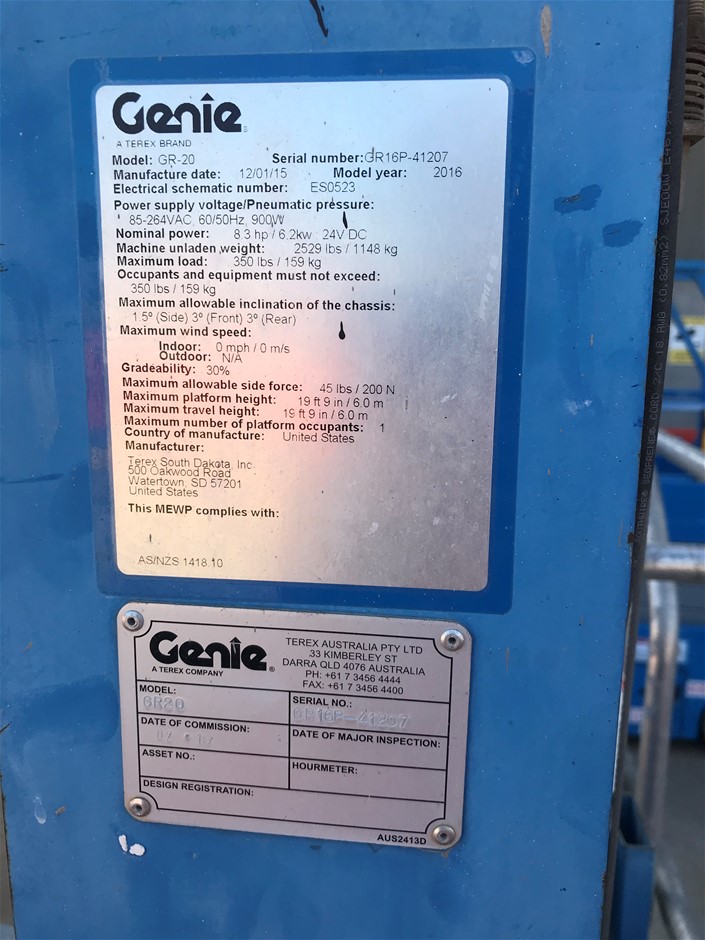 Genie
A TEREX BRAND
Model: GR-20 Serial number: GR16P-41207
Manufacture date: 12/01/15 Model year: 2016
Electrical schematic number: ES0523
Power supply voltage/Pneumatic pressure:
85-264VAC, 60/50Hz, 900W
Nominal power: 8.3 hp / 6.2kw 24V DC
Machine unladen weight: 2529 lbs / 1148 kg
Maximum load: 350 lbs / 159 kg
Occupants and equipment must not exceed:
350 lbs / 159 kg
Maximum allowable inclination of the chassis:
1.5° (Side) 3° (Front) 3° (Rear)
Maximum wind speed:
Indoor: 0 mph / 0 m/s
Outdoor: N/A
Gradeability: 30%
Maximum allowable side force: 45 lbs / 200 N
Maximum platform height: 19 ft 9 in / 6.0 m
Maximum travel height: 19 ft 9 in / 6.0 m
Maximum number of platform occupants: 1
Country of manufacture: United States
Manufacturer:
Terex South Dakota, Inc.
500 Oakwood Road
Watertown, SD 57201
United States
This MEWP complies with:
AS/NZS 1418.10
Genie®
A TEREX COMPANY
TEREX AUSTRALIA PTY LTD
33 KIMBERLEY ST
DARRA QLD 4076 AUSTRALIA
PH: +61 7 3456 4444
FAX: +61 7 3456 4400
MODEL:
GR20
SERIAL NO.:
GR16P-41207
DATE OF COMMISSION:
DATE OF MAJOR INSPECTION:
ASSET NO.:
HOURMETER:
DESIGN REGISTRATION:
AUS2413D
(0.82mm2) SJEOOW